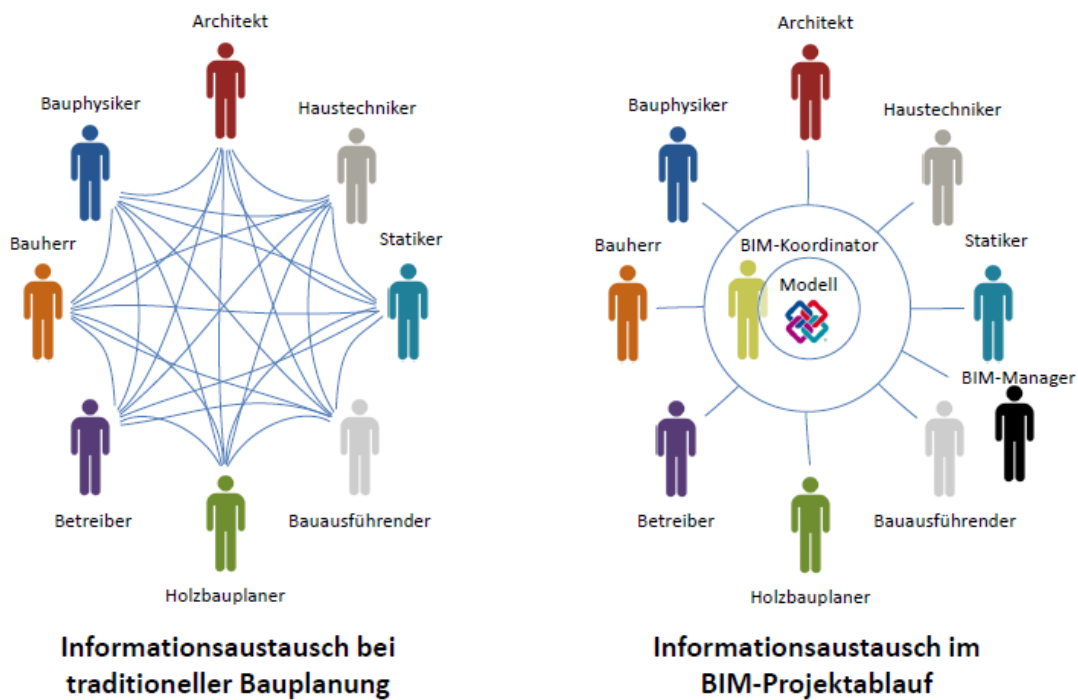 Architekt
Bauphysiker
Haustechniker
Bauherr
Statiker
Betreiber
Bauausführender
Holzbauplaner
Informationsaustausch bei
traditioneller Bauplanung
Architekt
Bauphysiker
Haustechniker
Bauherr
BIM-Koordinator
Statiker
Modell
BIM-Manager
Betreiber
Bauausführender
Holzbauplaner
Informationsaustausch im
BIM-Projektablauf